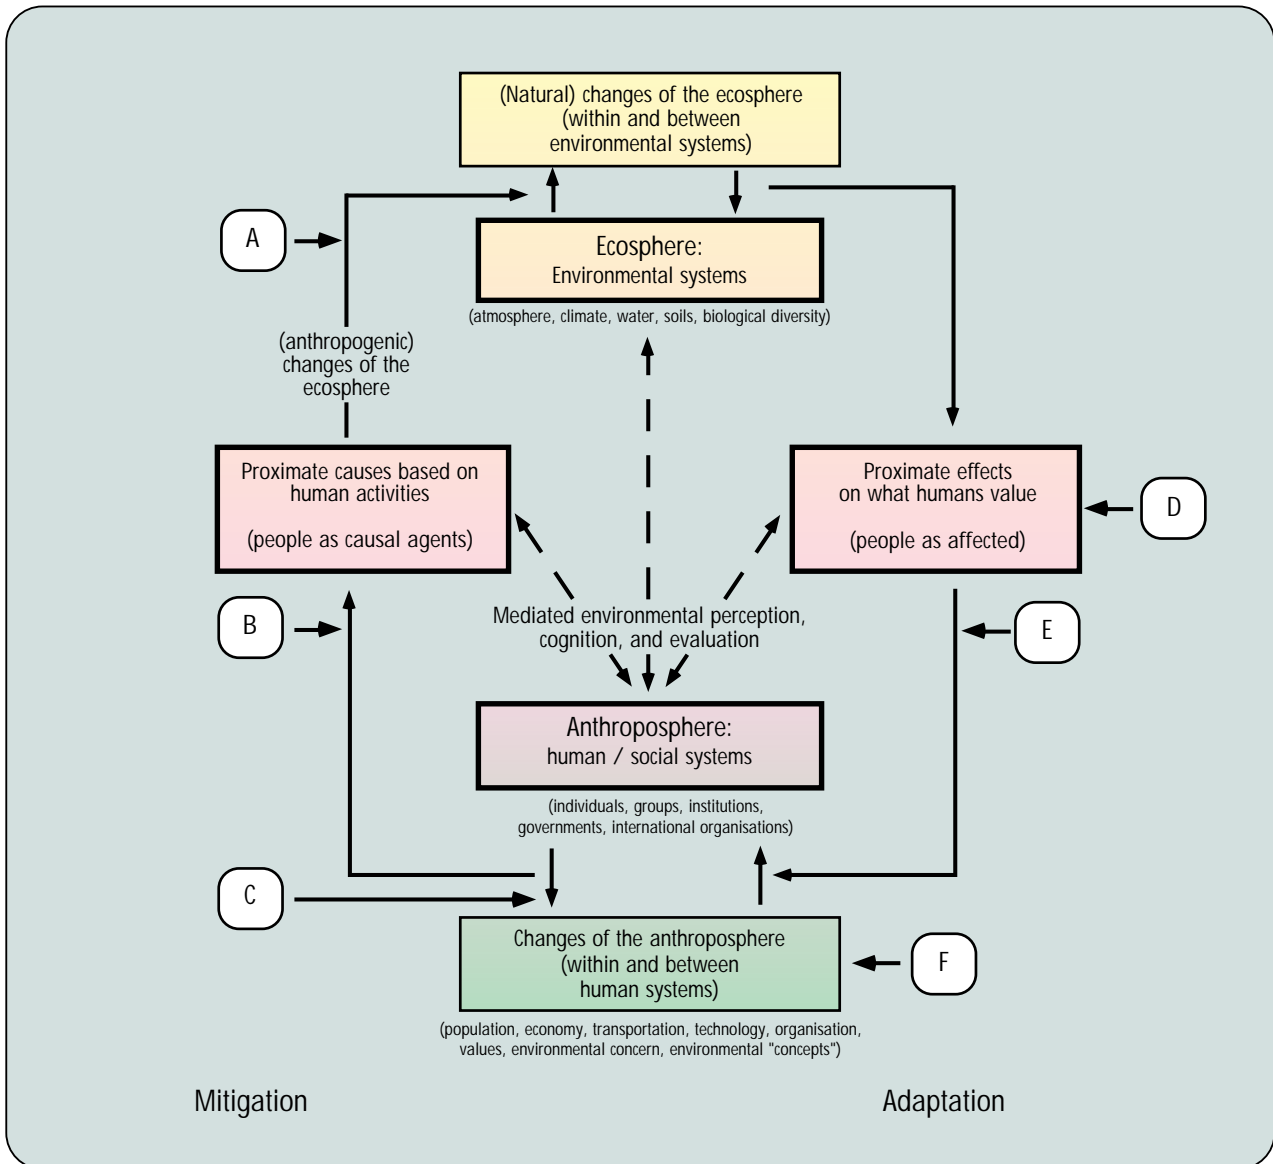 (Natural) changes of the ecosphere
(within and between
environmental systems)
A
Ecosphere:
Environmental systems
(atmosphere, climate, water, soils, biological diversity)
(anthropogenic)
changes of the
ecosphere
Proximate causes based on
human activities
(people as causal agents)
Proximate effects
on what humans value
(people as affected)
D
B
Mediated environmental perception,
cognition, and evaluation
E
Anthroposphere:
human / social systems
(individuals, groups, institutions,
governments, international organisations)
C
Changes of the anthroposphere
(within and between
human systems)
F
(population, economy, transportation, technology, organisation,
values, environmental concern, environmental "concepts")
Mitigation
Adaptation